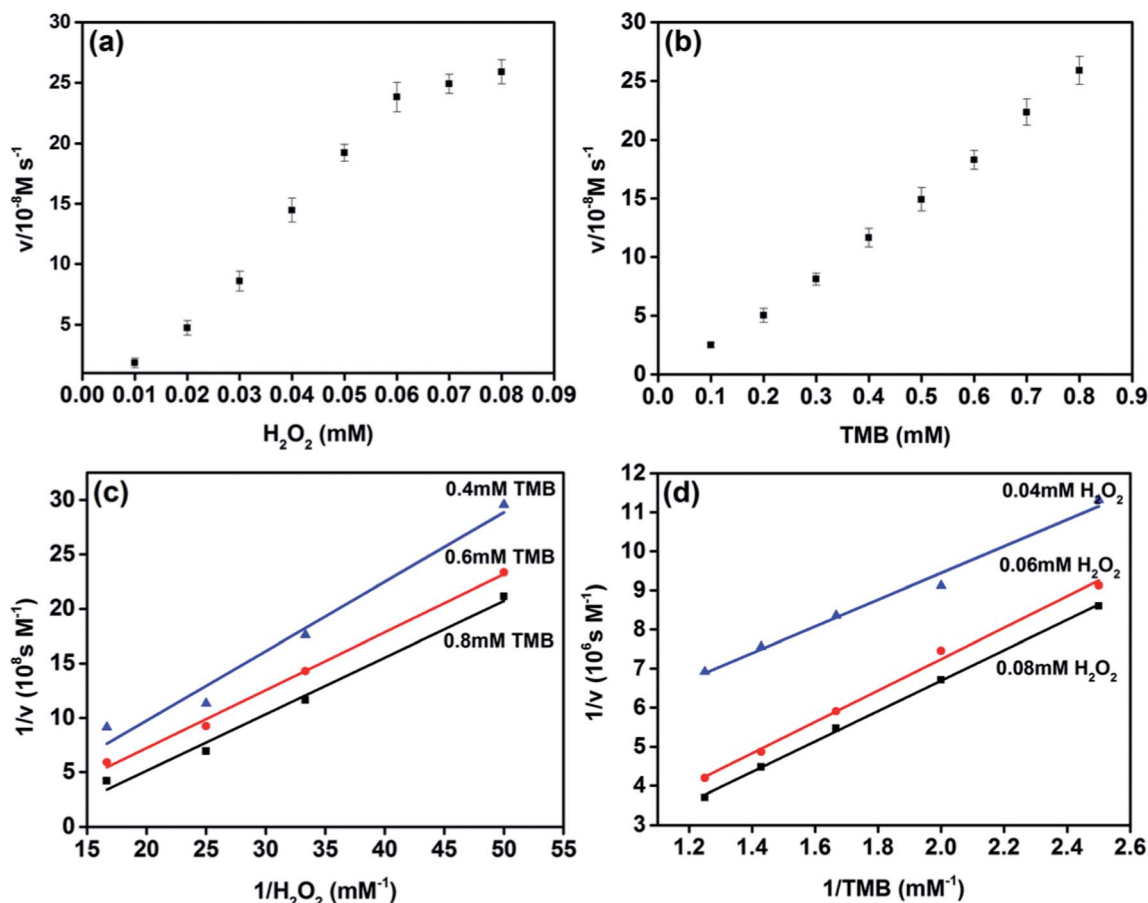 (a)
30
25
20
15
10
5
v/10⁻⁸M s⁻¹
0.00 0.01 0.02 0.03 0.04 0.05 0.06 0.07 0.08 0.09
H₂O₂ (mM)
(b)
30
25
20
15
10
5
0
v/10⁻⁸M s⁻¹
0.0 0.1 0.2 0.3 0.4 0.5 0.6 0.7 0.8 0.9
TMB (mM)
(c)
0.4mM TMB
0.6mM TMB
0.8mM TMB
30
25
20
15
10
5
0
1/v (10⁸s M⁻¹)
15 20 25 30 35 40 45 50 55
1/H₂O₂ (mM⁻¹)
(d)
0.04mM H₂O₂
0.06mM H₂O₂
0.08mM H₂O₂
12
11
10
9
8
7
6
5
4
3
1/v (10⁶s M⁻¹)
1.2 1.4 1.6 1.8 2.0 2.2 2.4 2.6
1/TMB (mM⁻¹)